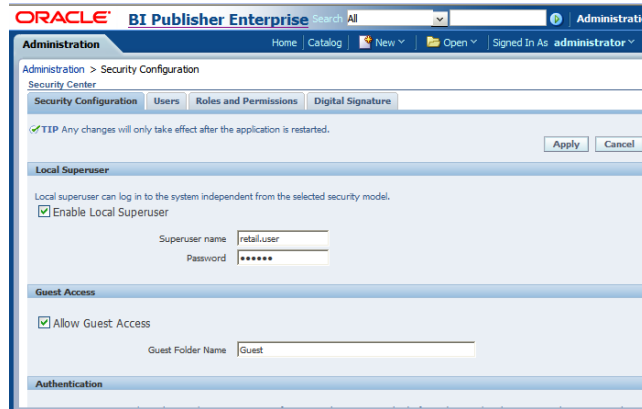 ORACLE BI Publisher Enterprise Search All Administrati
Administration Home Catalog New Open Signed In As administrator
Administration > Security Configuration
Security Center
Security Configuration Users Roles and Permissions Digital Signature
TIP Any changes will only take effect after the application is restarted.
Apply Cancel
Local Superuser
Local superuser can log in to the system independent from the selected security model.
Enable Local Superuser
Superuser name retail.user
Password ••••••
Guest Access
Allow Guest Access
Guest Folder Name Guest
Authentication